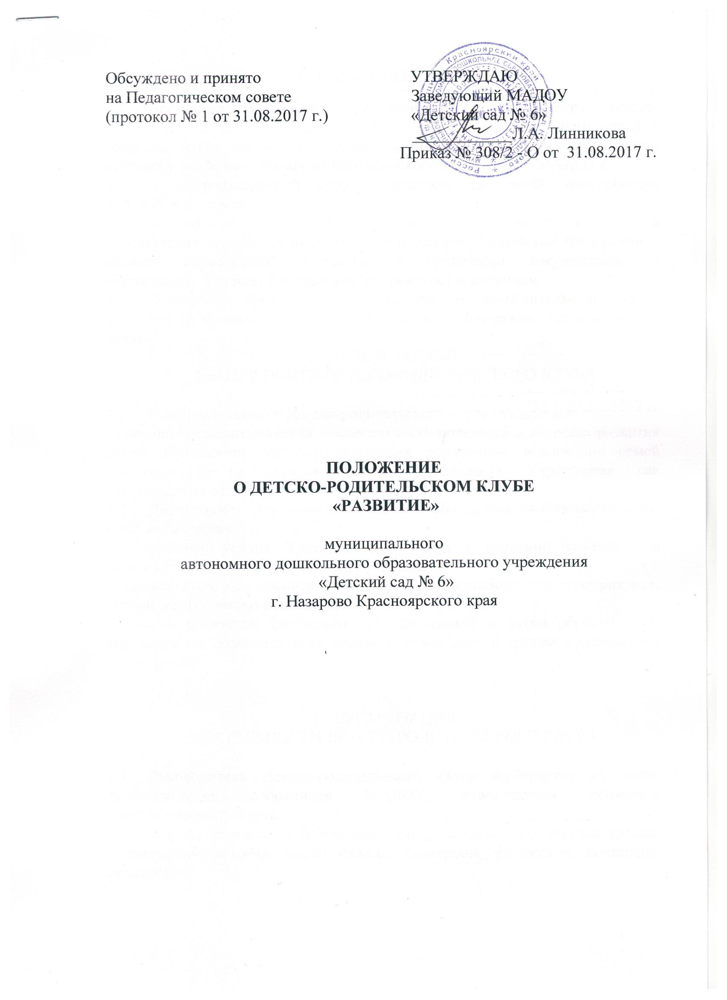 Обсуждено и принято
на Педагогическом совете
(протокол № 1 от 31.08.2017 г.)
УТВЕРЖДАЮ
Заведующий МАДОУ
«Детский сад № 6»
Л.А. Линникова
Приказ № 308/2 - О от 31.08.2017 г.
Красноярский край
ПОЛОЖЕНИЕ
О ДЕТСКО-РОДИТЕЛЬСКОМ КЛУБЕ
«РАЗВИТИЕ»
муниципального
автономного дошкольного образовательного учреждения
«Детский сад № 6»
г. Назарово Красноярского края